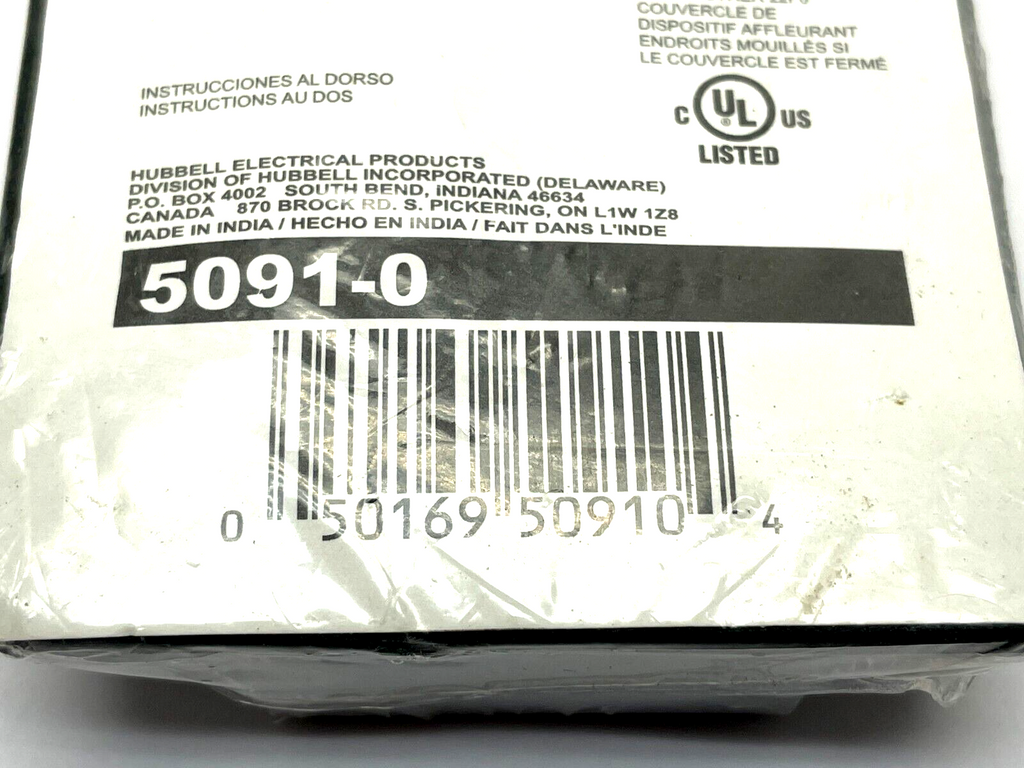 COUVERCLE DE
DISPOSITIF AFFLEURANT
ENDROITS MOUILLÉS SI
LE COUVERCLE EST FERMÉ
INSTRUCCIONES AL DORSO
INSTRUCTIONS AU DOS
C UL ® US
LISTED
HUBBELL ELECTRICAL PRODUCTS
DIVISION OF HUBBELL INCORPORATED (DELAWARE)
P.O. BOX 4002 SOUTH BEND, INDIANA 46634
CANADA 870 BROCK RD. S. PICKERING, ON L1W 1Z8
MADE IN INDIA / HECHO EN INDIA / FAIT DANS L'INDE
5091-0
0 50169 50910 4